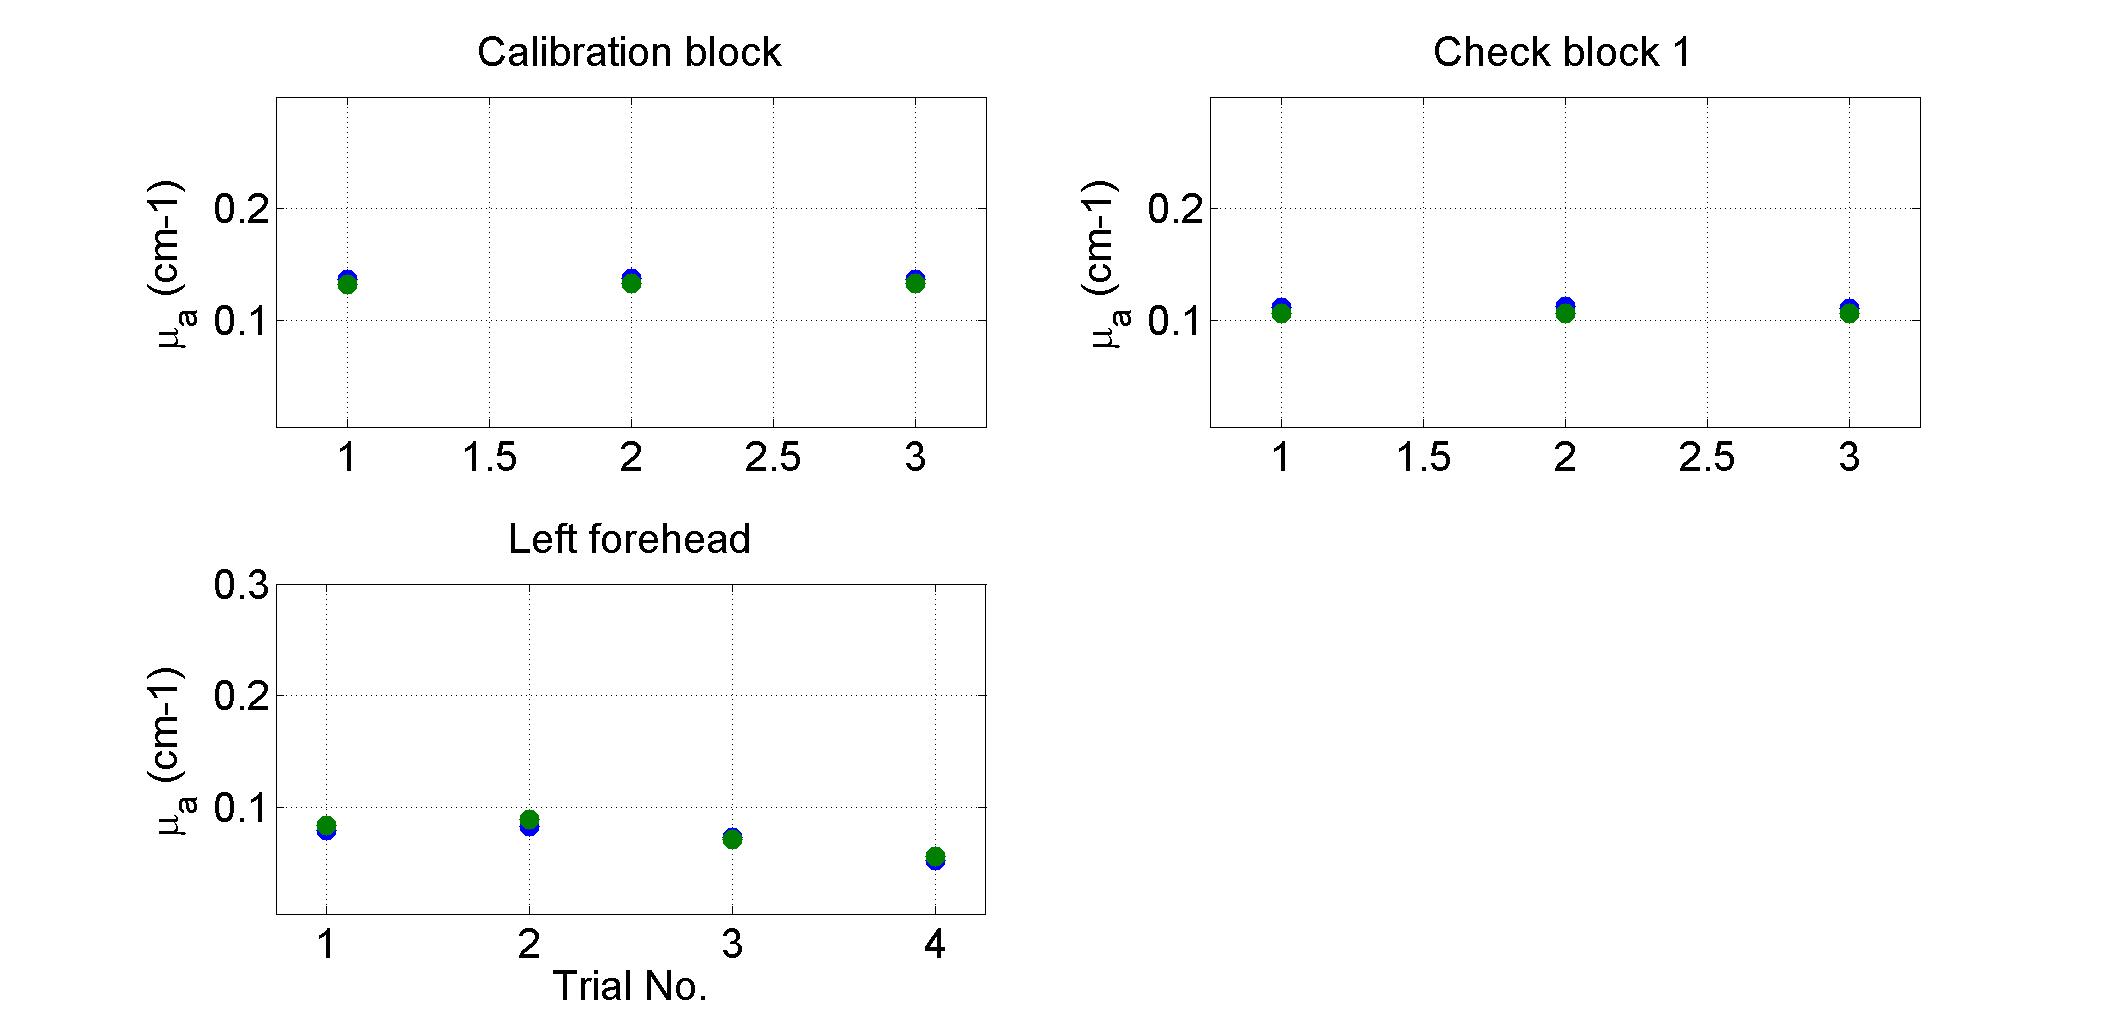 Calibration block
μa (cm-1)
0.2
0.1
1 1.5 2 2.5 3
Check block 1
μa (cm-1)
0.2
0.1
1 1.5 2 2.5 3
Left forehead
μa (cm-1)
0.3
0.2
0.1
1 2 3 4
Trial No.